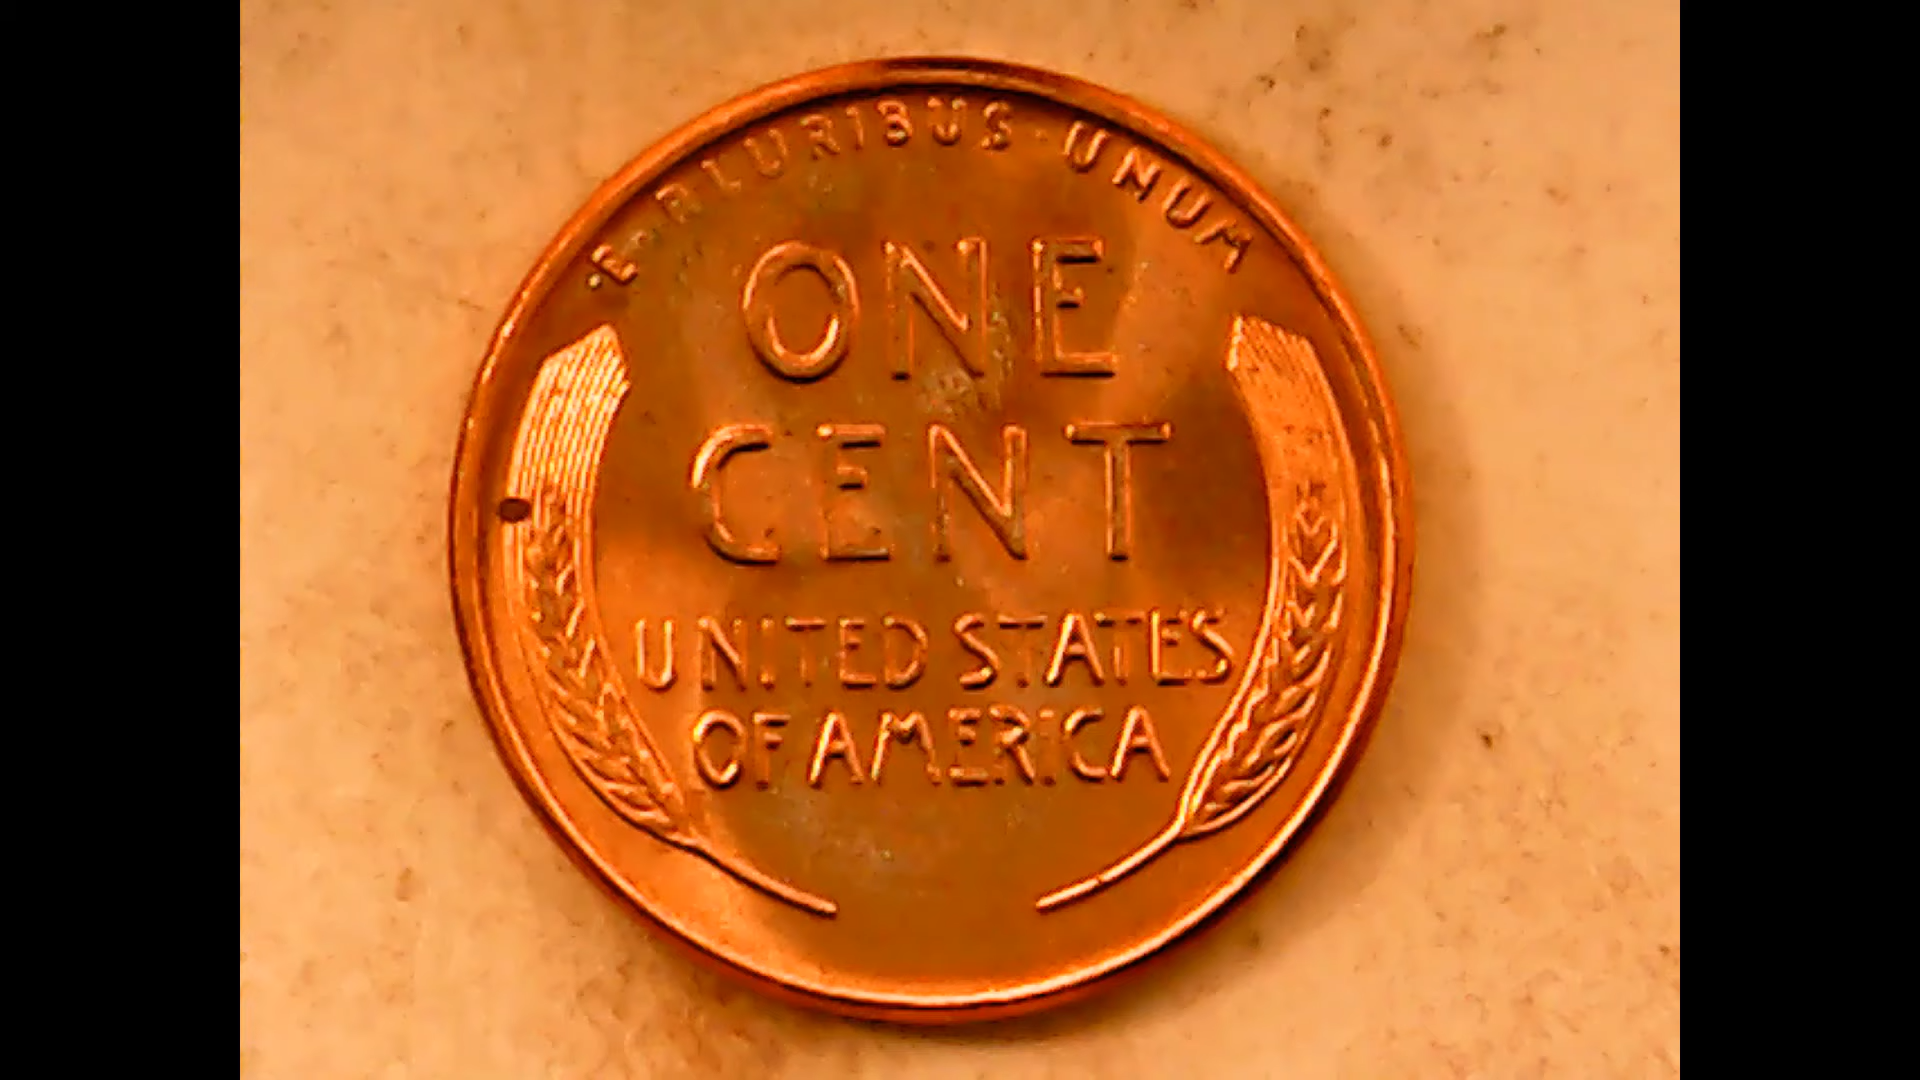 ·E·PLURIBUS·UNUM
ONE
CENT
UNITED STATES
OF AMERICA